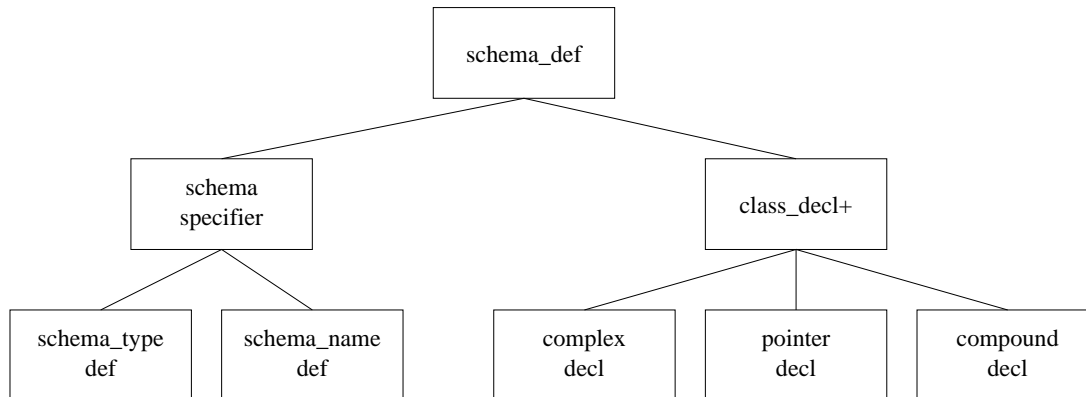 schema_def
schema
specifier
class_decl+
schema_type
def
schema_name
def
complex
decl
pointer
decl
compound
decl